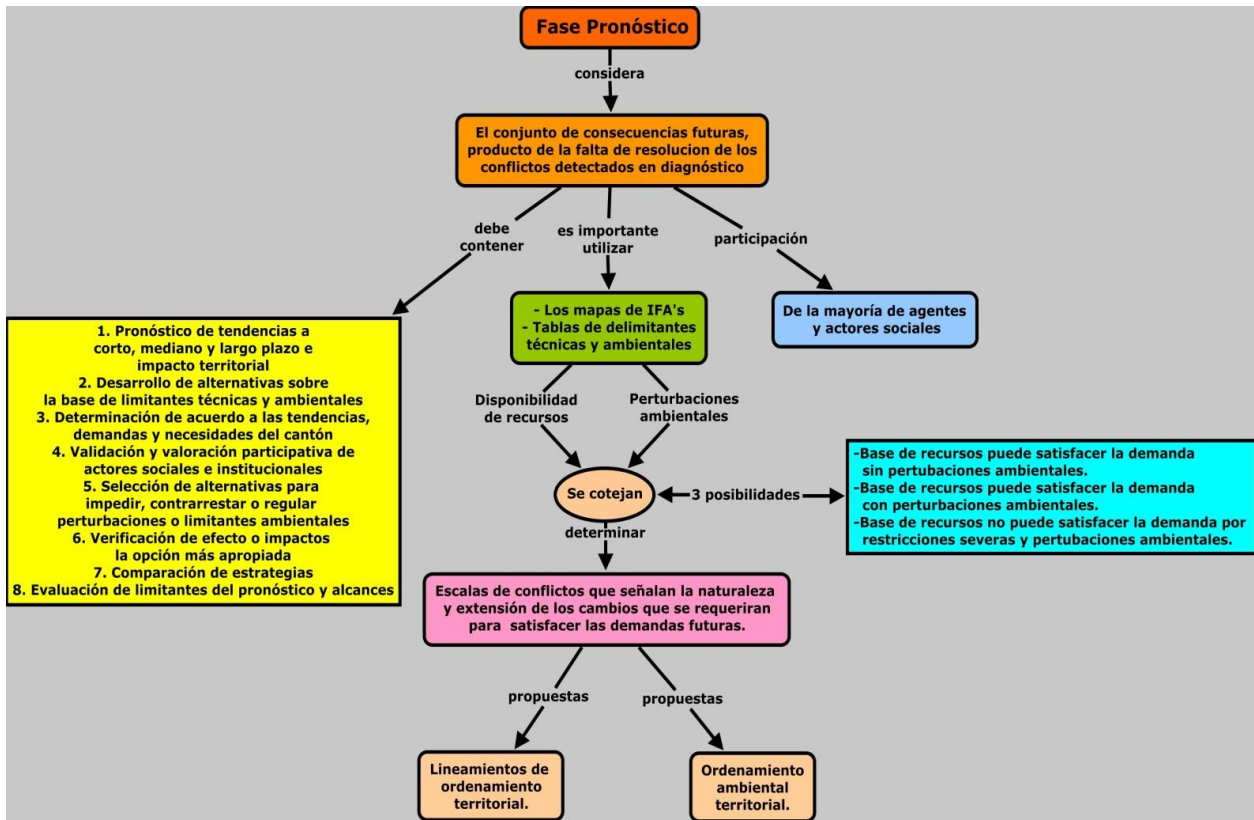 Fase Pronóstico
considera
El conjunto de consecuencias futuras,
producto de la falta de resolucion de los
conflictos detectados en diagnóstico
debe
contener
es importante
utilizar
participación
1. Pronóstico de tendencias a
corto, mediano y largo plazo e
impacto territorial
2. Desarrollo de alternativas sobre
la base de limitantes técnicas y ambientales
3. Determinación de acuerdo a las tendencias,
demandas y necesidades del cantón
4. Validación y valoración participativa de
actores sociales e institucionales
5. Selección de alternativas para
impedir, contrarrestar o regular
perturbaciones o limitantes ambientales
6. Verificación de efecto o impactos
la opción más apropiada
7. Comparación de estrategias
8. Evaluación de limitantes del pronóstico y alcances
- Los mapas de IFA's
- Tablas de delimitantes
técnicas y ambientales
De la mayoría de agentes
y actores sociales
Disponibilidad
de recursos
Perturbaciones
ambientales
Se cotejan
3 posibilidades
-Base de recursos puede satisfacer la demanda
sin pertubaciones ambientales.
-Base de recursos puede satisfacer la demanda
con perturbaciones ambientales.
-Base de recursos no puede satisfacer la demanda por
restricciones severas y pertubaciones ambientales.
determinar
Escalas de conflictos que señalan la naturaleza
y extensión de los cambios que se requeriran
para satisfacer las demandas futuras.
propuestas
propuestas
Lineamientos de
ordenamiento
territorial.
Ordenamiento
ambiental
territorial.